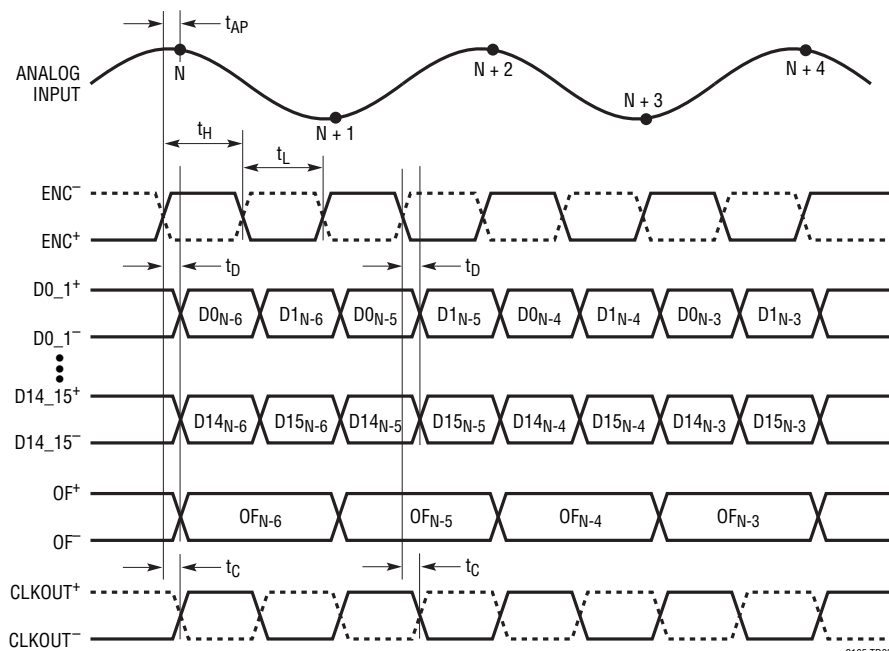 t_AP
ANALOG
INPUT
N
N + 1
N + 2
N + 3
N + 4
t_H
t_L
ENC⁻
ENC⁺
t_D
t_D
D0_1⁺
D0_N-6
D1_N-6
D0_N-5
D1_N-5
D0_N-4
D1_N-4
D0_N-3
D1_N-3
D0_1⁻
D14_15⁺
D14_N-6
D15_N-6
D14_N-5
D15_N-5
D14_N-4
D15_N-4
D14_N-3
D15_N-3
D14_15⁻
OF⁺
OF_N-6
OF_N-5
OF_N-4
OF_N-3
OF⁻
t_C
t_C
CLKOUT⁺
CLKOUT⁻